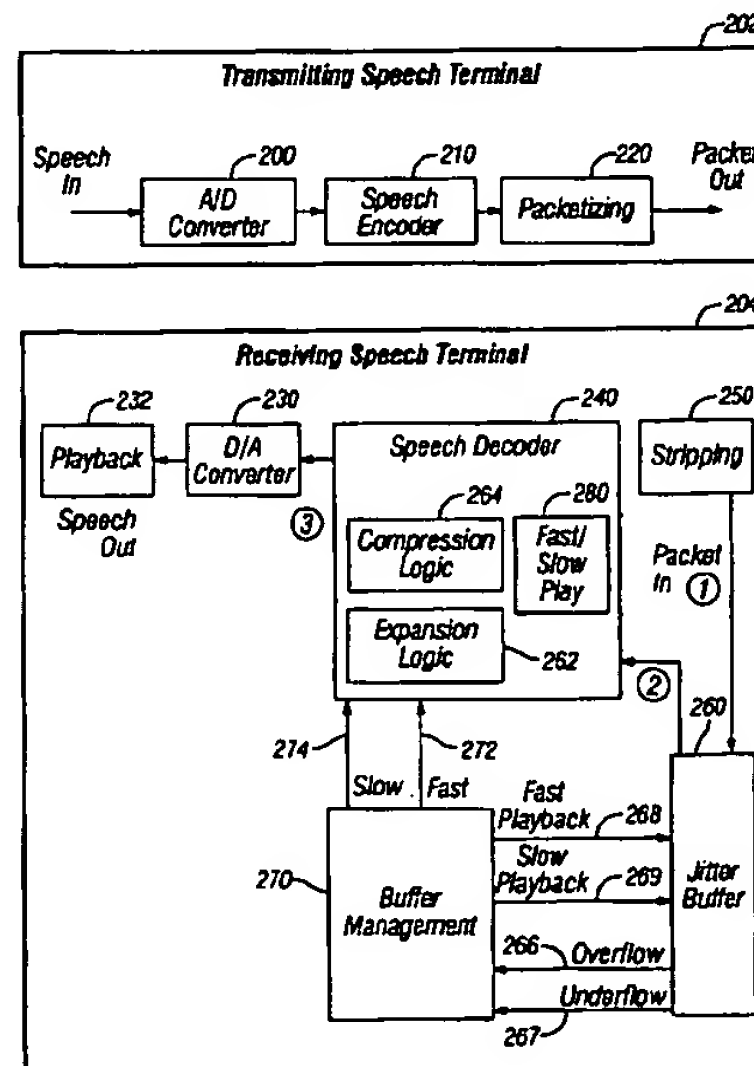 202
Transmitting Speech Terminal
Speech
In
200
A/D
Converter
210
Speech
Encoder
220
Packetizing
Packet
Out
204
Receiving Speech Terminal
232
Playback
Speech
Out
230
D/A
Converter
3
240
Speech Decoder
264
Compression
Logic
280
Fast/
Slow
Play
Expansion
Logic
262
250
Stripping
Packet
In 1
2
260
Jitter
Buffer
274
272
Slow
Fast
270
Buffer
Management
Fast
Playback
268
Slow
Playback
269
266
Overflow
Underflow
267